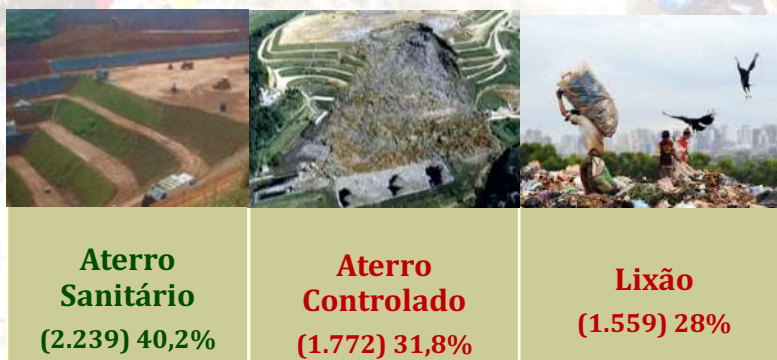 Aterro
Sanitário
(2.239) 40,2%
Aterro
Controlado
(1.772) 31,8%
Lixão
(1.559) 28%